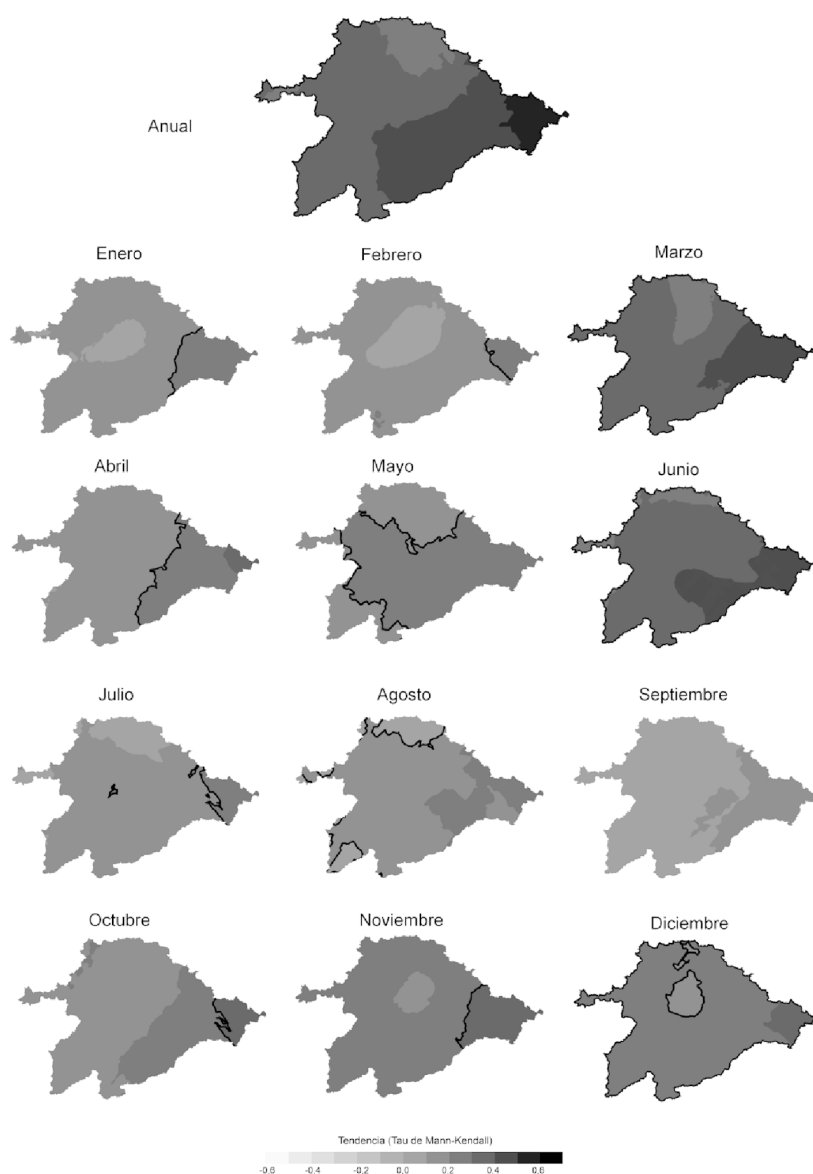 Anual
Enero
Febrero
Marzo
Abril
Mayo
Junio
Julio
Agosto
Septiembre
Octubre
Noviembre
Diciembre
Tendencia (Tau de Mann-Kendall)
-0.6 -0.4 -0.2 0.0 0.2 0.4 0.6